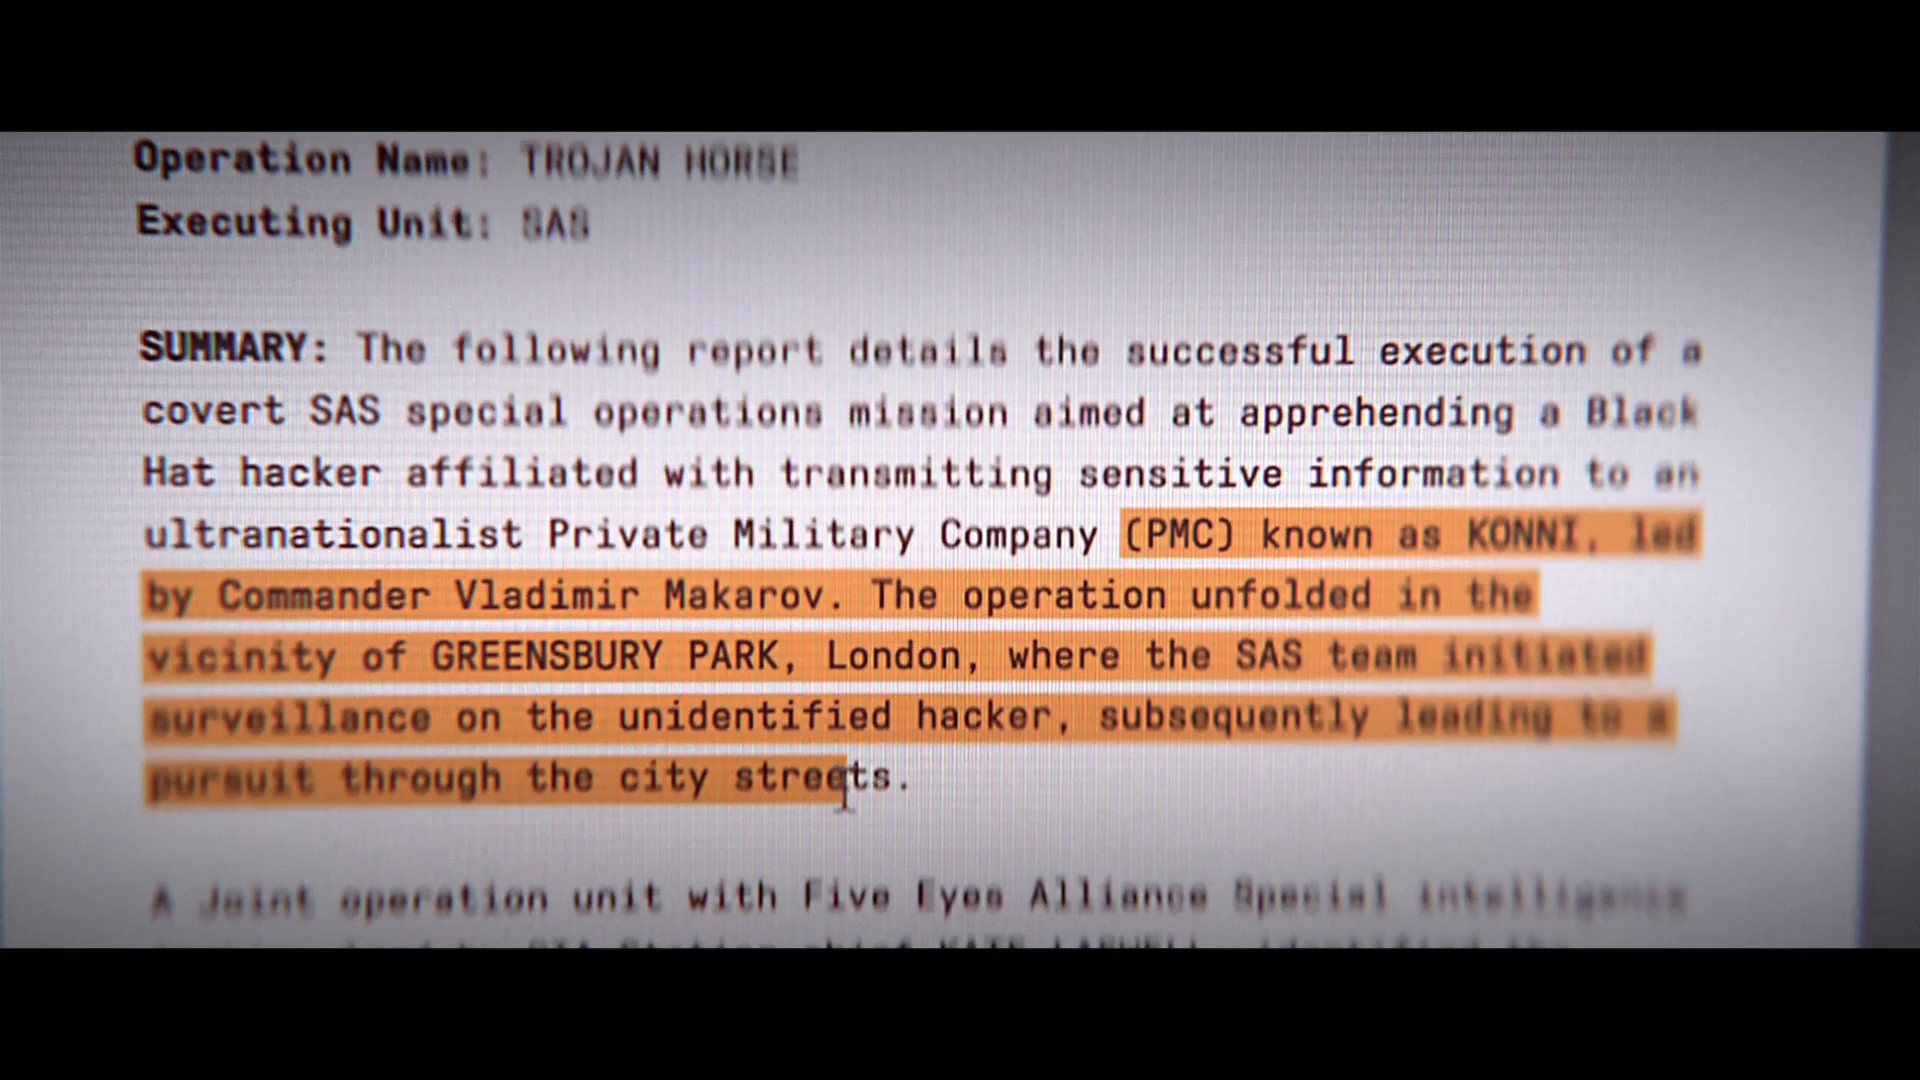 Operation Name: TROJAN HORSE
Executing Unit: SAS
SUMMARY: The following report details the successful execution of a
covert SAS special operations mission aimed at apprehending a Black
Hat hacker affiliated with transmitting sensitive information to an
ultranationalist Private Military Company (PMC) known as KONNI, led
by Commander Vladimir Makarov. The operation unfolded in the
vicinity of GREENSBURY PARK, London, where the SAS team initiated
surveillance on the unidentified hacker, subsequently leading to a
pursuit through the city streets.
A Joint operation unit with Five Eyes Alliance Special intelligence